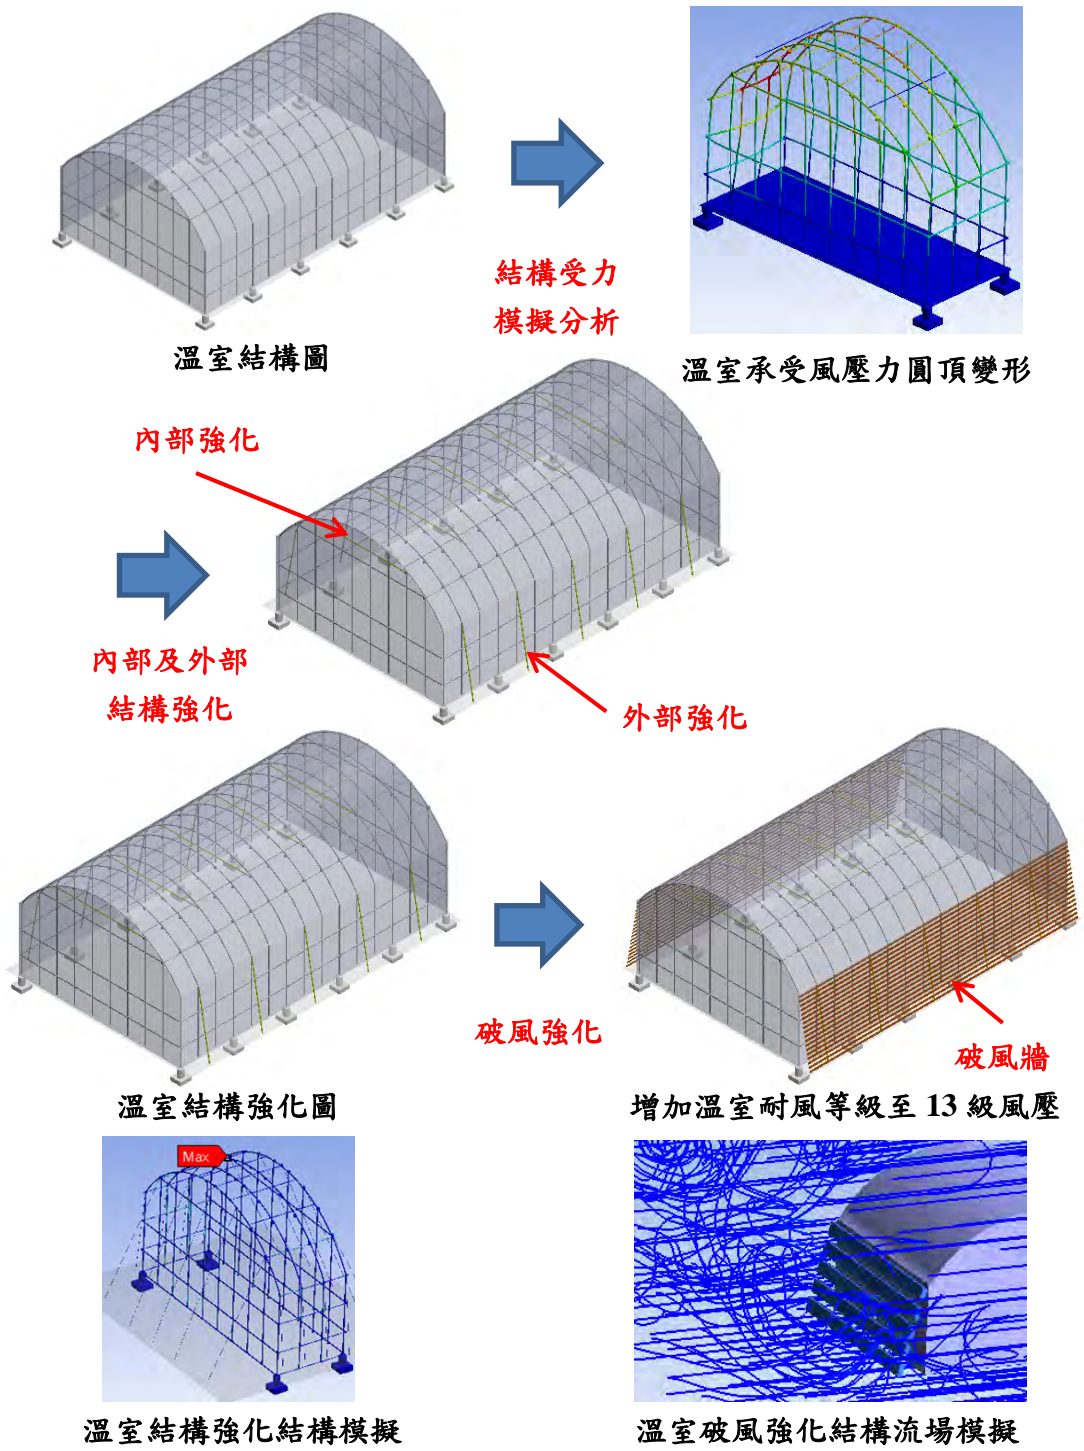 結構受力
模擬分析
溫室結構圖
溫室承受風壓力圓頂變形
內部強化
內部及外部
結構強化
外部強化
破風強化
破風牆
溫室結構強化圖
增加溫室耐風等級至 13 級風壓
Max
溫室結構強化結構模擬
溫室破風強化結構流場模擬